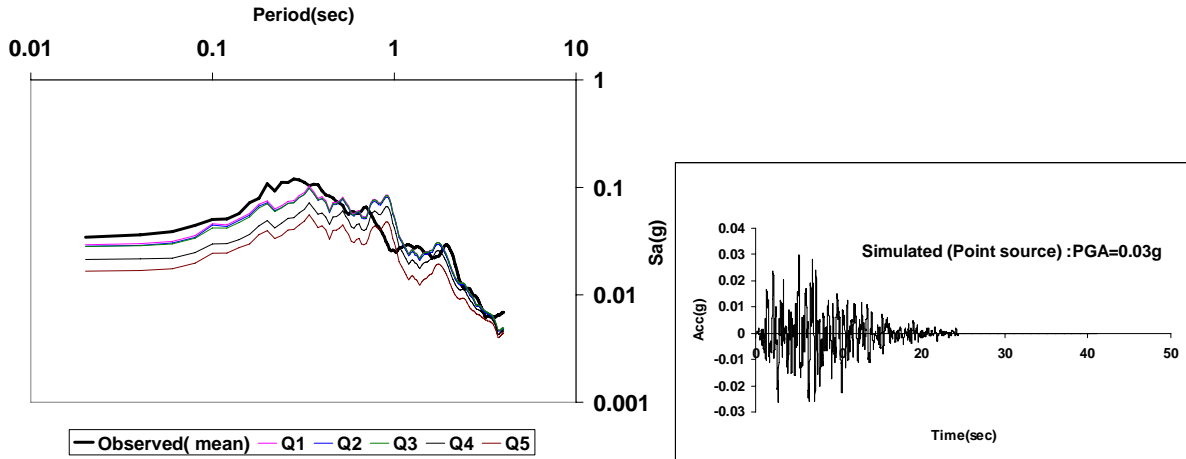 Period(sec)
0.01 0.1 1 10
1
0.1
0.01
0.001
Sa(g)
Observed( mean) Q1 Q2 Q3 Q4 Q5
Simulated (Point source) :PGA=0.03g
0.04
0.03
0.02
0.01
0
-0.01
-0.02
-0.03
Acc(g)
0 10 20 30 40 50
Time(sec)